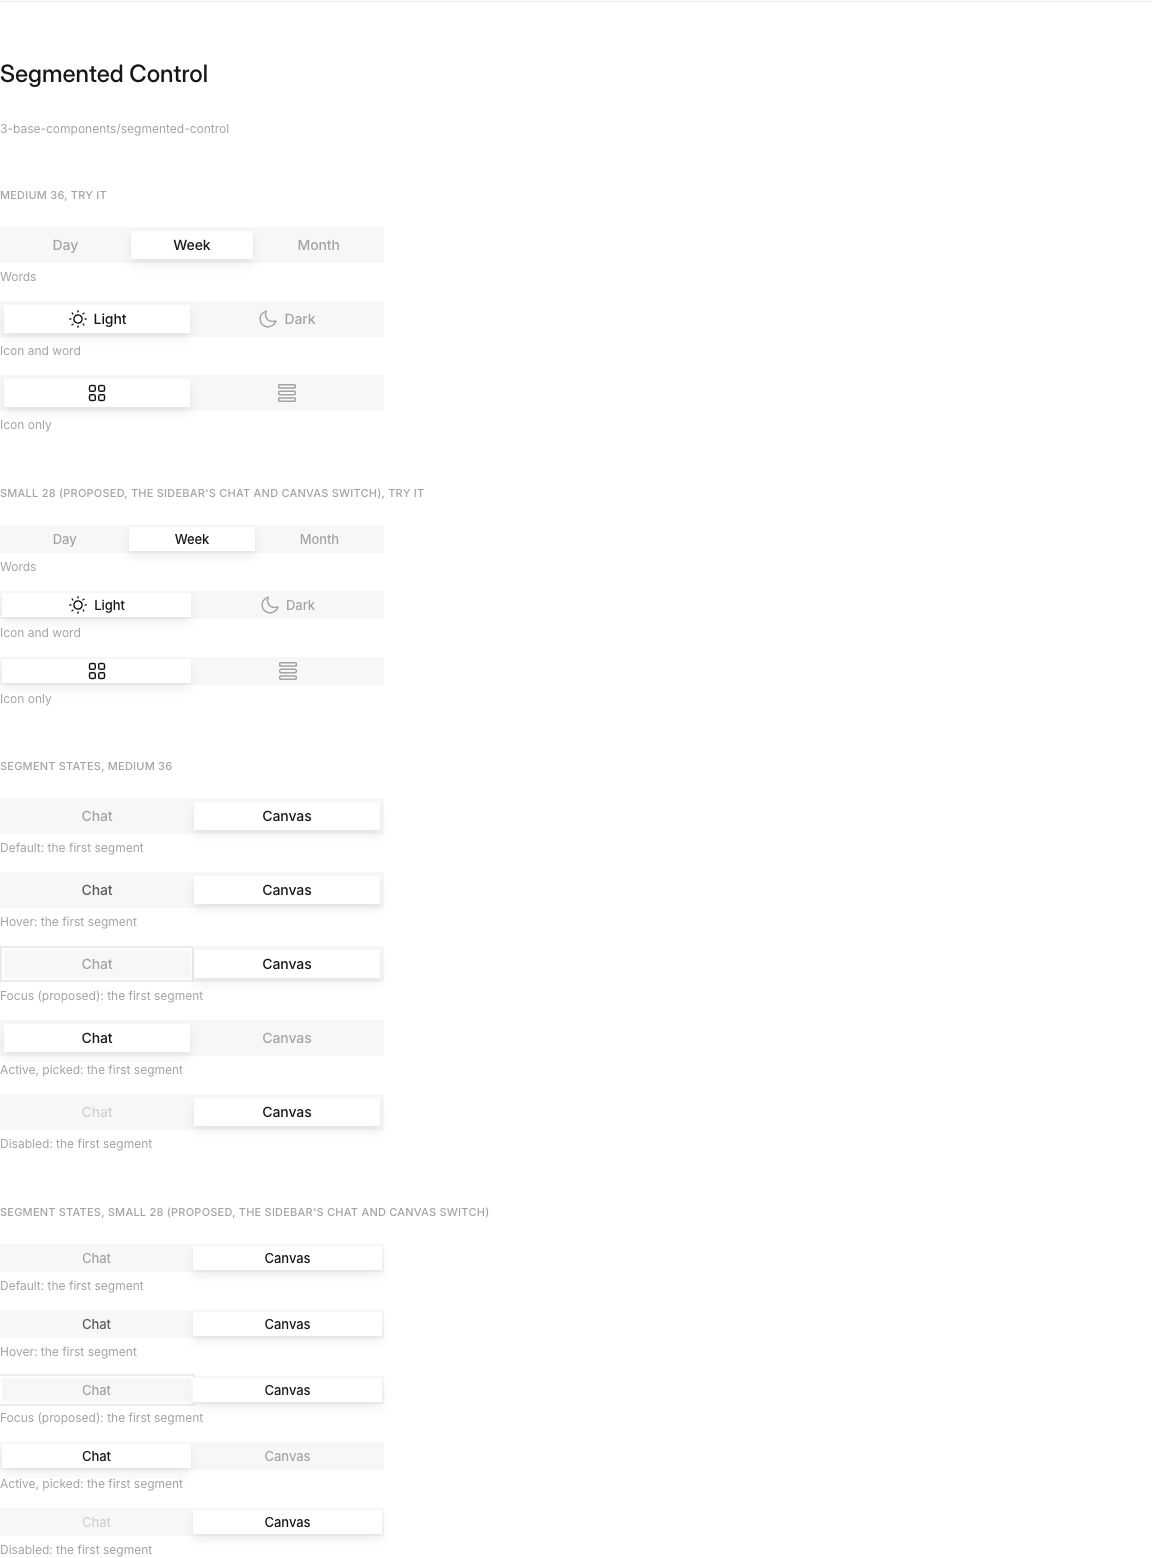 Segmented Control
3-base-components/segmented-control
MEDIUM 36, TRY IT
Day Week Month
Words
Light Dark
Icon and word
Icon only
SMALL 28 (PROPOSED, THE SIDEBAR'S CHAT AND CANVAS SWITCH), TRY IT
Day Week Month
Words
Light Dark
Icon and word
Icon only
SEGMENT STATES, MEDIUM 36
Chat Canvas
Default: the first segment
Chat Canvas
Hover: the first segment
Chat Canvas
Focus (proposed): the first segment
Chat Canvas
Active, picked: the first segment
Chat Canvas
Disabled: the first segment
SEGMENT STATES, SMALL 28 (PROPOSED, THE SIDEBAR'S CHAT AND CANVAS SWITCH)
Chat Canvas
Default: the first segment
Chat Canvas
Hover: the first segment
Chat Canvas
Focus (proposed): the first segment
Chat Canvas
Active, picked: the first segment
Chat Canvas
Disabled: the first segment